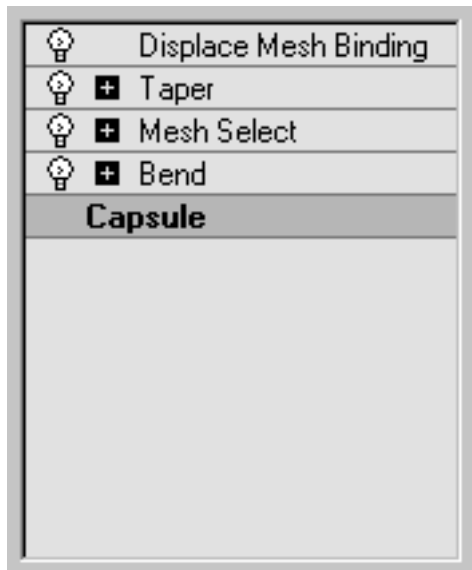 Displace Mesh Binding
Taper
Mesh Select
Bend
Capsule